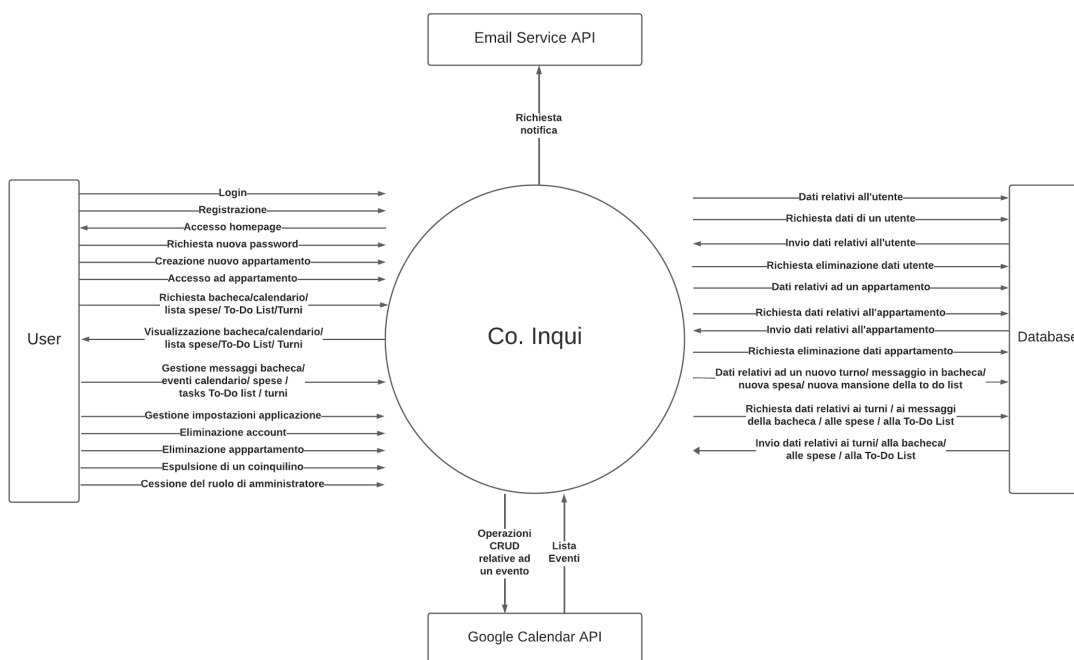 Email Service API
Richiesta
notifica
Login
Registrazione
Accesso homepage
Richiesta nuova password
Creazione nuovo appartamento
Accesso ad appartamento
Richiesta bacheca/calendario/
lista spese/ To-Do List/Turni
User
Visualizzazione bacheca/calendario/
lista spese/To-Do List/ Turni
Gestione messaggi bacheca/
eventi calendario/ spese /
tasks To-Do list / turni
Gestione impostazioni applicazione
Eliminazione account
Eliminazione apppartamento
Espulsione di un coinquilino
Cessione del ruolo di amministratore
Co. Inqui
Dati relativi all'utente
Richiesta dati di un utente
Invio dati relativi all'utente
Richiesta eliminazione dati utente
Dati relativi ad un appartamento
Richiesta dati relativi all'appartamento
Invio dati relativi all'appartamento
Richiesta eliminazione dati appartamento
Dati relativi ad un nuovo turno/ messaggio in bacheca/
nuova spesa/ nuova mansione della to do list
Richiesta dati relativi ai turni / ai messaggi
della bacheca / alle spese / alla To-Do List
Invio dati relativi ai turni/ alla bacheca/
alle spese / alla To-Do List
Database
Operazioni
CRUD
relative ad
un evento
Lista
Eventi
Google Calendar API